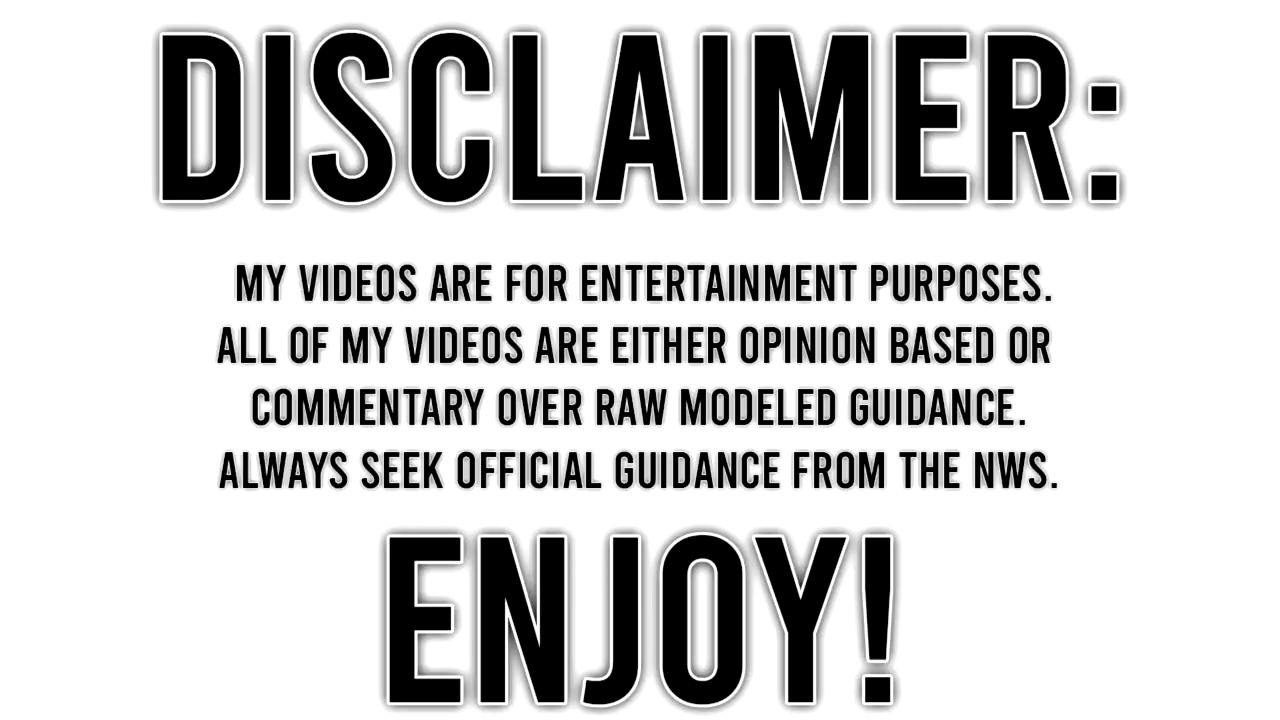 DISCLAIMER:
MY VIDEOS ARE FOR ENTERTAINMENT PURPOSES.
ALL OF MY VIDEOS ARE EITHER OPINION BASED OR
COMMENTARY OVER RAW MODELED GUIDANCE.
ALWAYS SEEK OFFICIAL GUIDANCE FROM THE NWS.
ENJOY!